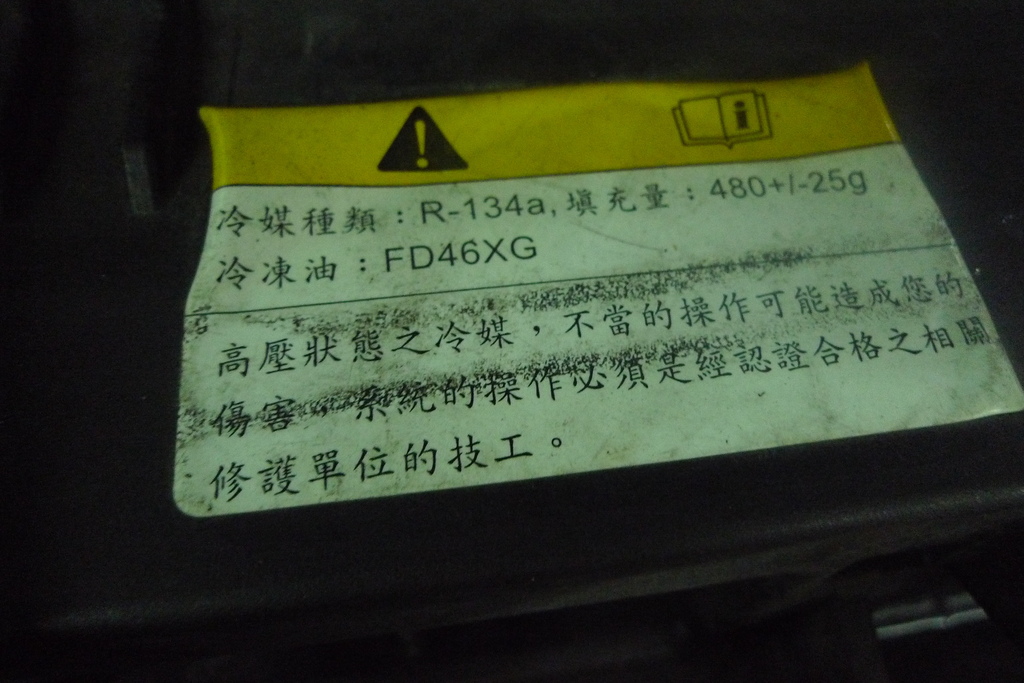 冷媒種類：R-134a, 填充量：480+/-25g
冷凍油：FD46XG
高壓狀態之冷媒，不當的操作可能造成您的
傷害，系統的操作必須是經認證合格之相關
修護單位的技工。